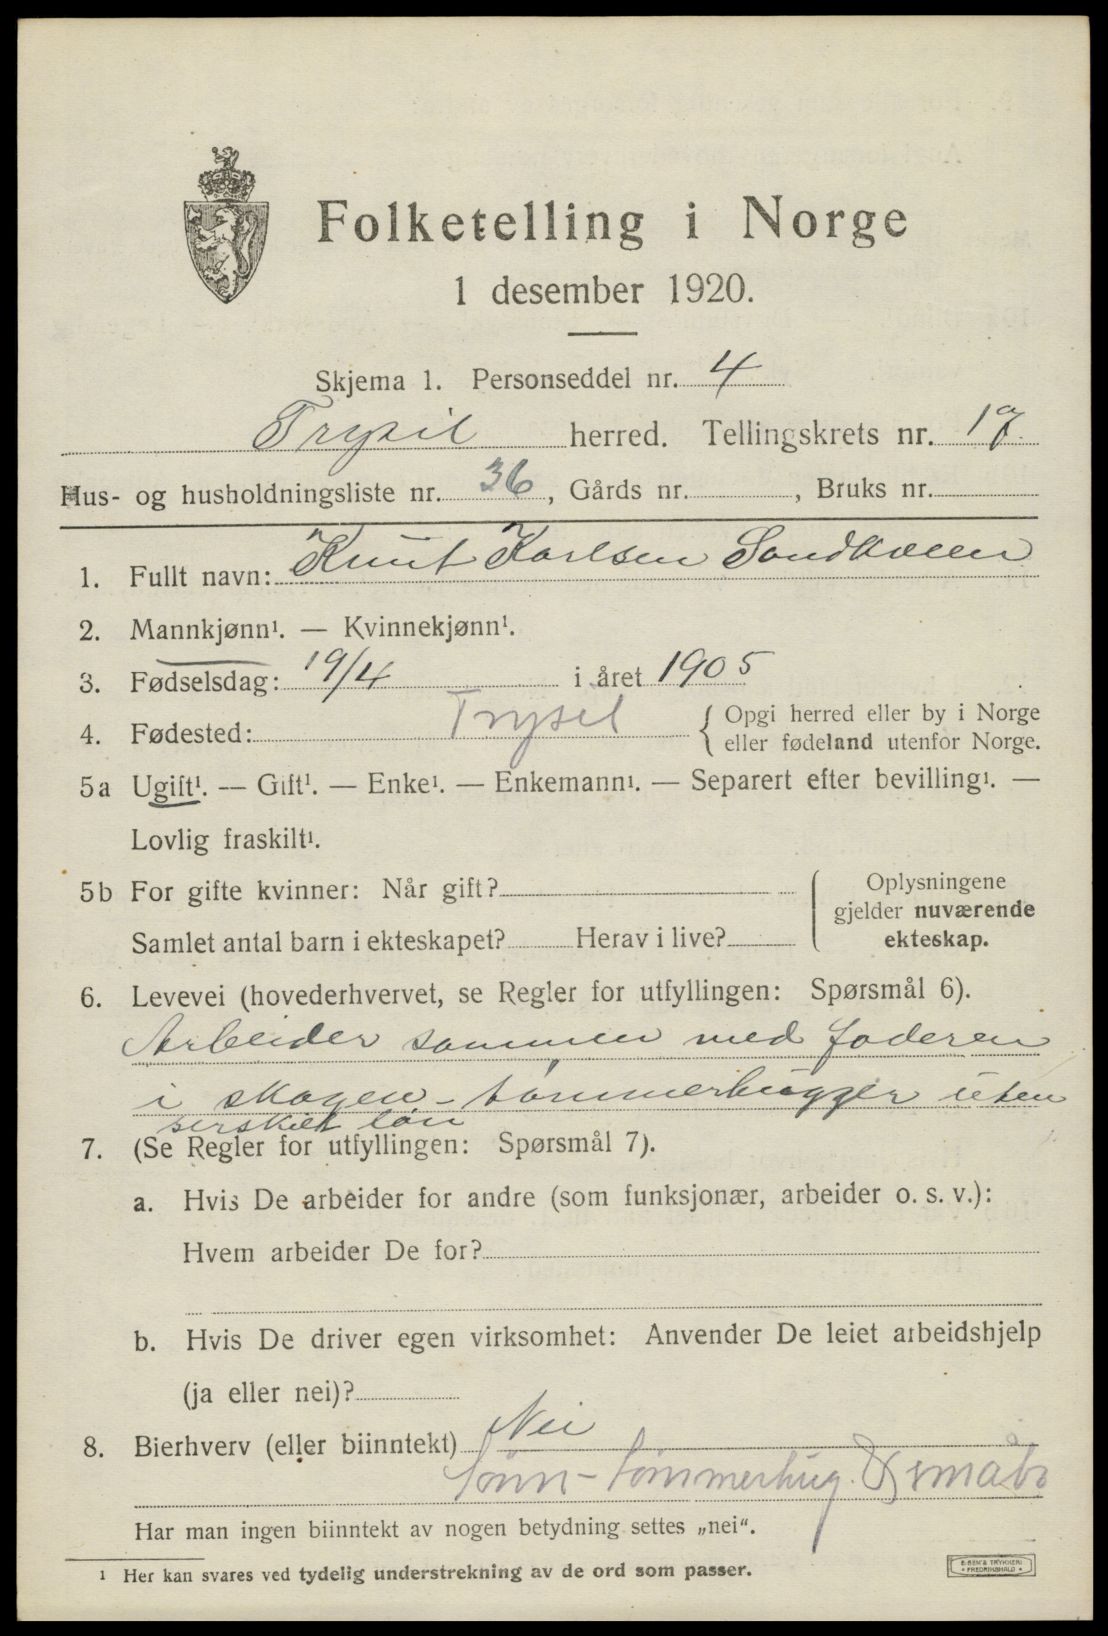 Folketelling i Norge
1 desember 1920.
Skjema 1. Personseddel nr. 4
Trysil herred. Tellingskrets nr. 17.
Hus- og husholdningsliste nr. 36, Gårds nr. , Bruks nr.
1. Fullt navn: Knut Karlsen
2. Mannkjønn¹. — Kvinnekjønn¹.
3. Fødselsdag: 19/4 i året 1905
4. Fødested: Trysil { Opgi herred eller by i Norge
eller fødeland utenfor Norge.
5a Ugift¹. — Gift¹. — Enke¹. — Enkemann¹. — Separert efter bevilling¹. —
Lovlig fraskilt¹.
5b For gifte kvinner: Når gift?
Samlet antal barn i ekteskapet? Herav i live?
{ Oplysningene
gjelder nuværende
ekteskap.
6. Levevei (hovederhvervet, se Regler for utfyllingen: Spørsmål 6).
Arbeider sammen med faderen
i skogen – tømmerhugger uten
serskilt løn
7. (Se Regler for utfyllingen: Spørsmål 7).
a. Hvis De arbeider for andre (som funksjonær, arbeider o. s. v.):
Hvem arbeider De for?
b. Hvis De driver egen virksomhet: Anvender De leiet arbeidshjelp
(ja eller nei)?
8. Bierhverv (eller biinntekt) Nei
tømmerhug. småbr
Har man ingen biinntekt av nogen betydning settes „nei".
¹ Her kan svares ved tydelig understrekning av de ord som passer.
TRYKKERI
FREDRIKSHALD